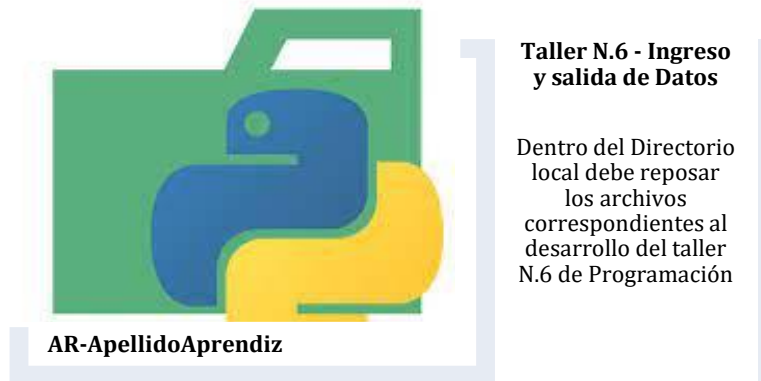 Taller N.6 - Ingreso
y salida de Datos
Dentro del Directorio
local debe reposar
los archivos
correspondientes al
desarrollo del taller
N.6 de Programación
AR-ApellidoAprendiz